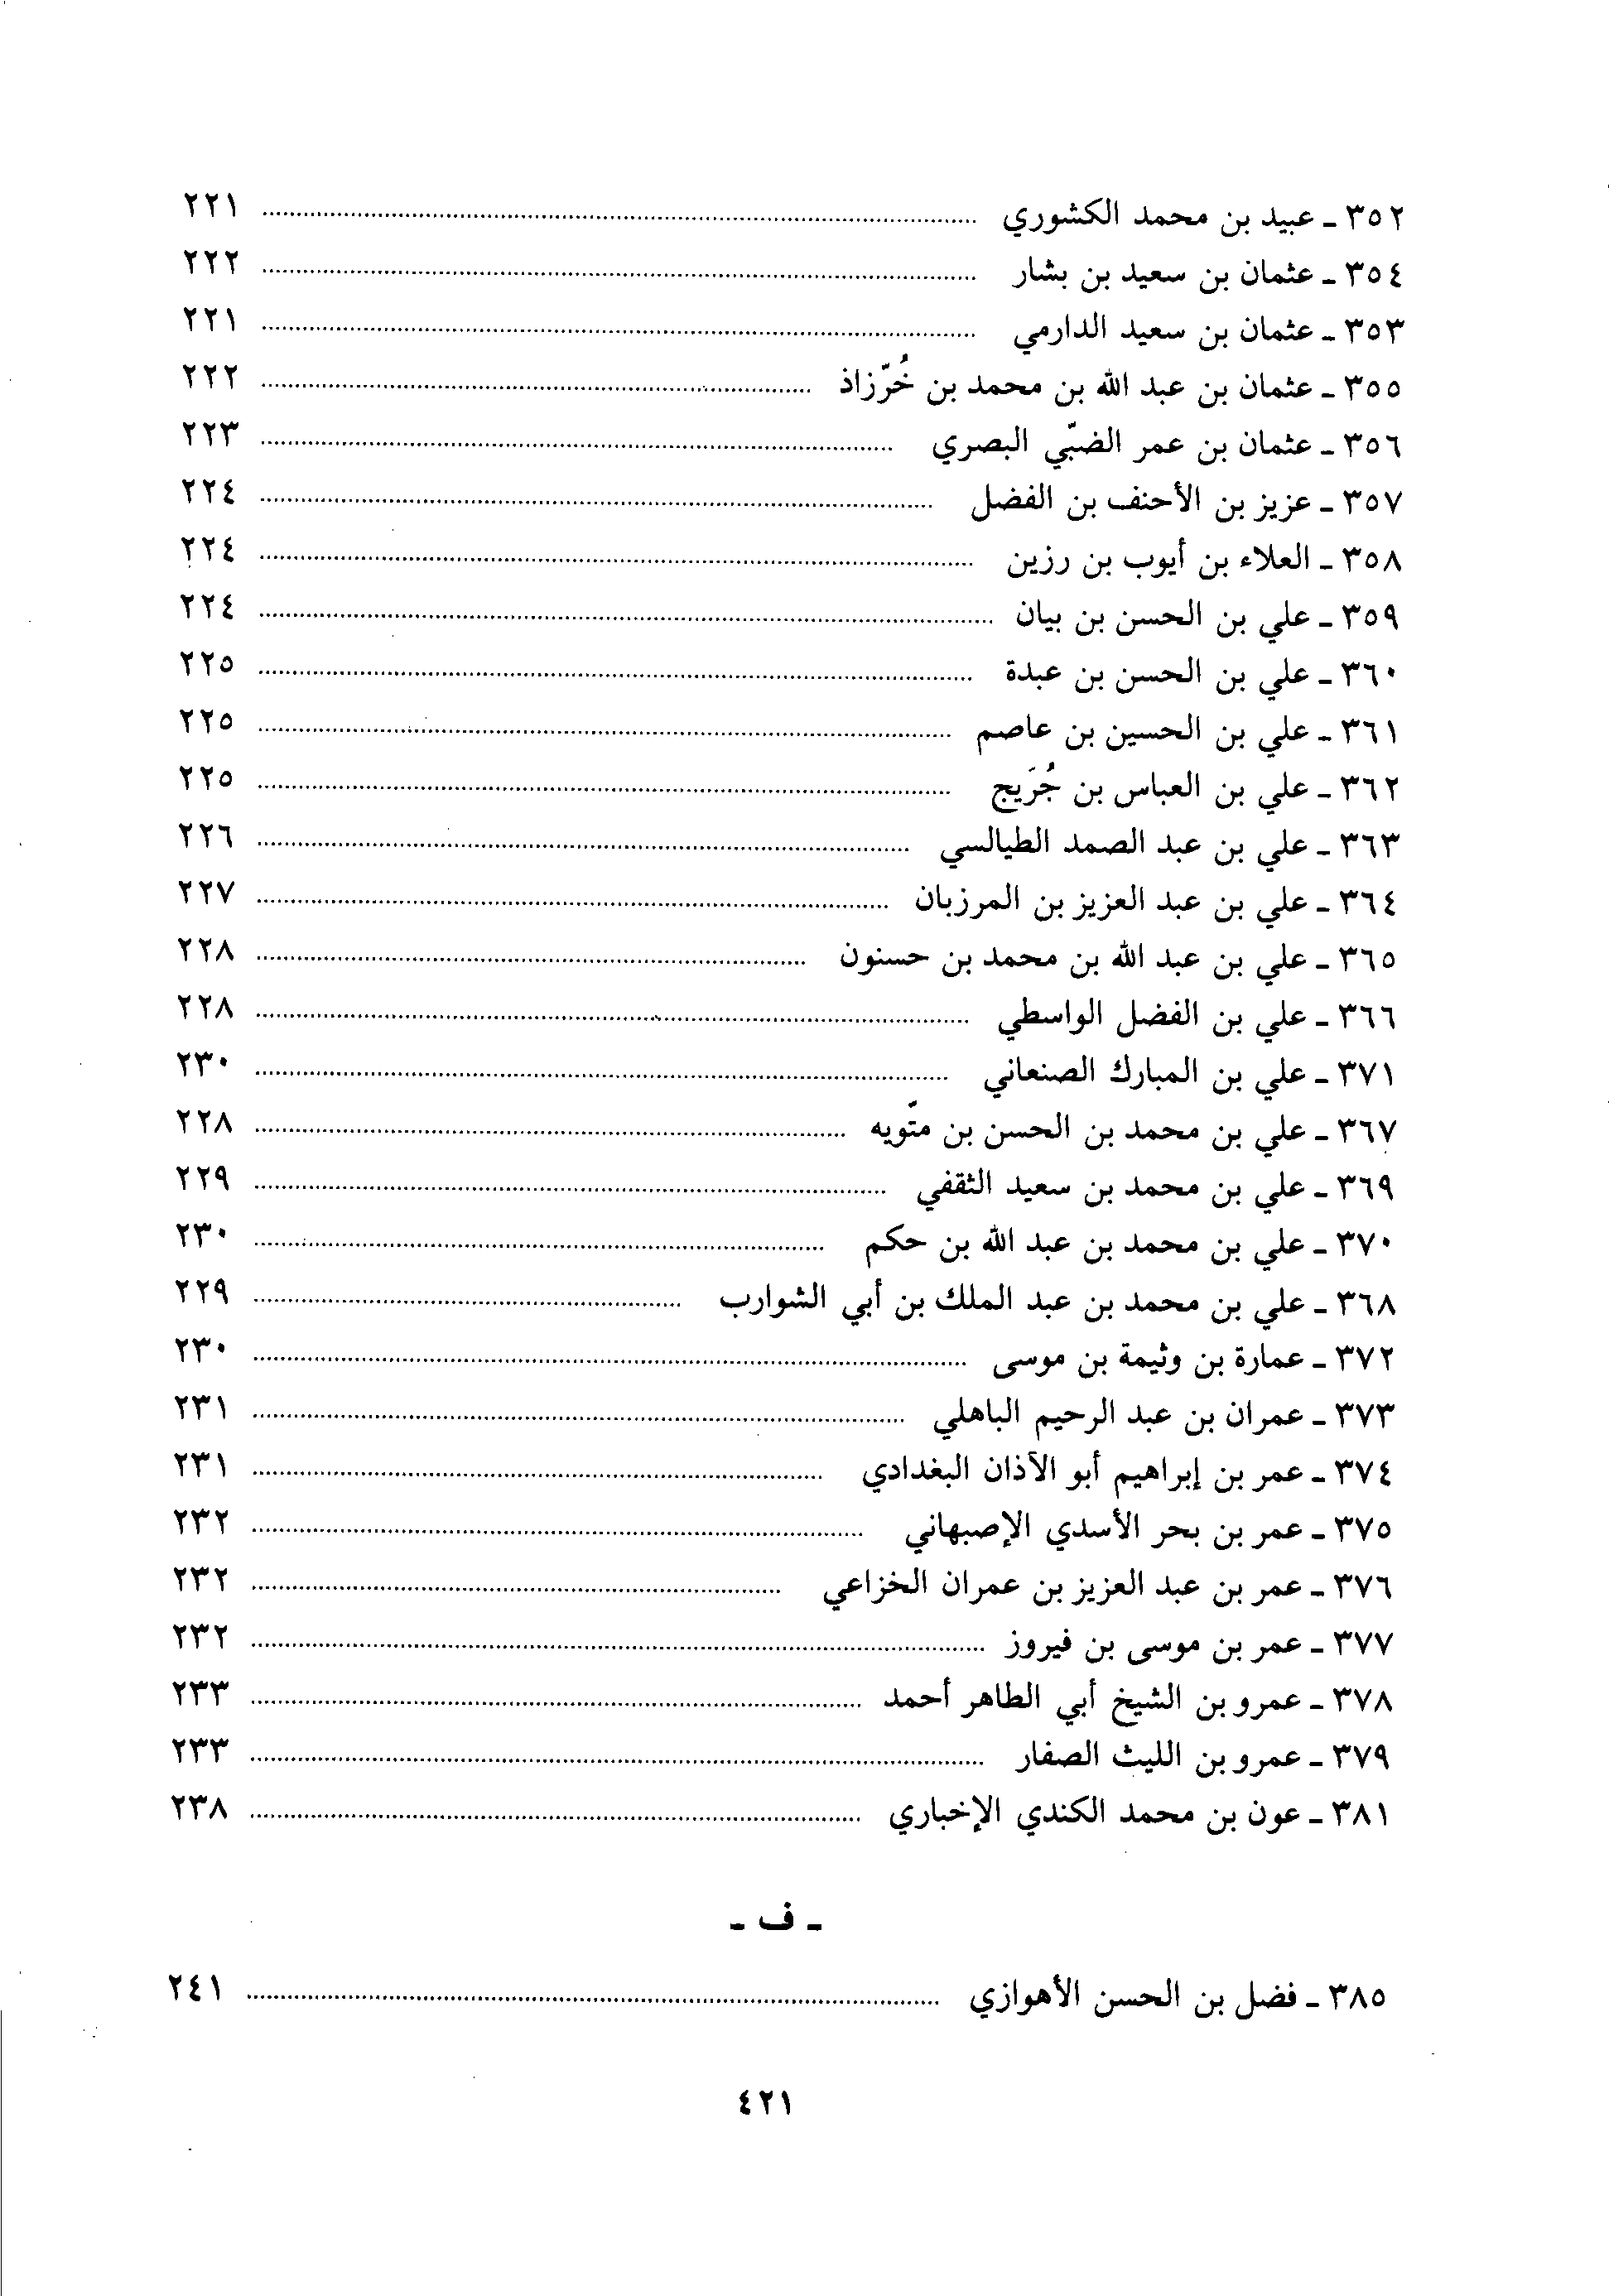 ٣٥٢ ـ عبيد بن محمد الكشوري ........ ٢٢١
٣٥٤ ـ عثمان بن سعيد بن بشار ........ ٢٢٢
٣٥٣ ـ عثمان بن سعيد الدارمي ........ ٢٢١
٣٥٥ ـ عثمان بن عبد الله بن محمد بن خُرّزاذ ........ ٢٢٢
٣٥٦ ـ عثمان بن عمر الضبّي البصري ........ ٢٢٣
٣٥٧ ـ عزيز بن الأحنف بن الفضل ........ ٢٢٤
٣٥٨ ـ العلاء بن أيوب بن رزين ........ ٢٢٤
٣٥٩ ـ علي بن الحسن بن بيان ........ ٢٢٤
٣٦٠ ـ علي بن الحسن بن عبدة ........ ٢٢٥
٣٦١ ـ علي بن الحسين بن عاصم ........ ٢٢٥
٣٦٢ ـ علي بن العباس بن جُرَيج ........ ٢٢٥
٣٦٣ ـ علي بن عبد الصمد الطيالسي ........ ٢٢٦
٣٦٤ ـ علي بن عبد العزيز بن المرزبان ........ ٢٢٧
٣٦٥ ـ علي بن عبد الله بن محمد بن حسنون ........ ٢٢٨
٣٦٦ ـ علي بن الفضل الواسطي ........ ٢٢٨
٣٧١ ـ علي بن المبارك الصنعاني ........ ٢٣٠
٣٦٧ ـ علي بن محمد بن الحسن بن متّويه ........ ٢٢٨
٣٦٩ ـ علي بن محمد بن سعيد الثقفي ........ ٢٢٩
٣٧٠ ـ علي بن محمد بن عبد الله بن حكم ........ ٢٣٠
٣٦٨ ـ علي بن محمد بن عبد الملك بن أبي الشوارب ........ ٢٢٩
٣٧٢ ـ عمارة بن وثيمة بن موسى ........ ٢٣٠
٣٧٣ ـ عمران بن عبد الرحيم الباهلي ........ ٢٣١
٣٧٤ ـ عمر بن إبراهيم أبو الآذان البغدادي ........ ٢٣١
٣٧٥ ـ عمر بن بحر الأسدي الإصبهاني ........ ٢٣٢
٣٧٦ ـ عمر بن عبد العزيز بن عمران الخزاعي ........ ٢٣٢
٣٧٧ ـ عمر بن موسى بن فيروز ........ ٢٣٢
٣٧٨ ـ عمرو بن الشيخ أبي الطاهر أحمد ........ ٢٣٣
٣٧٩ ـ عمرو بن الليث الصفار ........ ٢٣٣
٣٨١ ـ عون بن محمد الكندي الإخباري ........ ٢٣٨
ـ ف ـ
٣٨٥ ـ فضل بن الحسن الأهوازي ........ ٢٤١
٤٢١